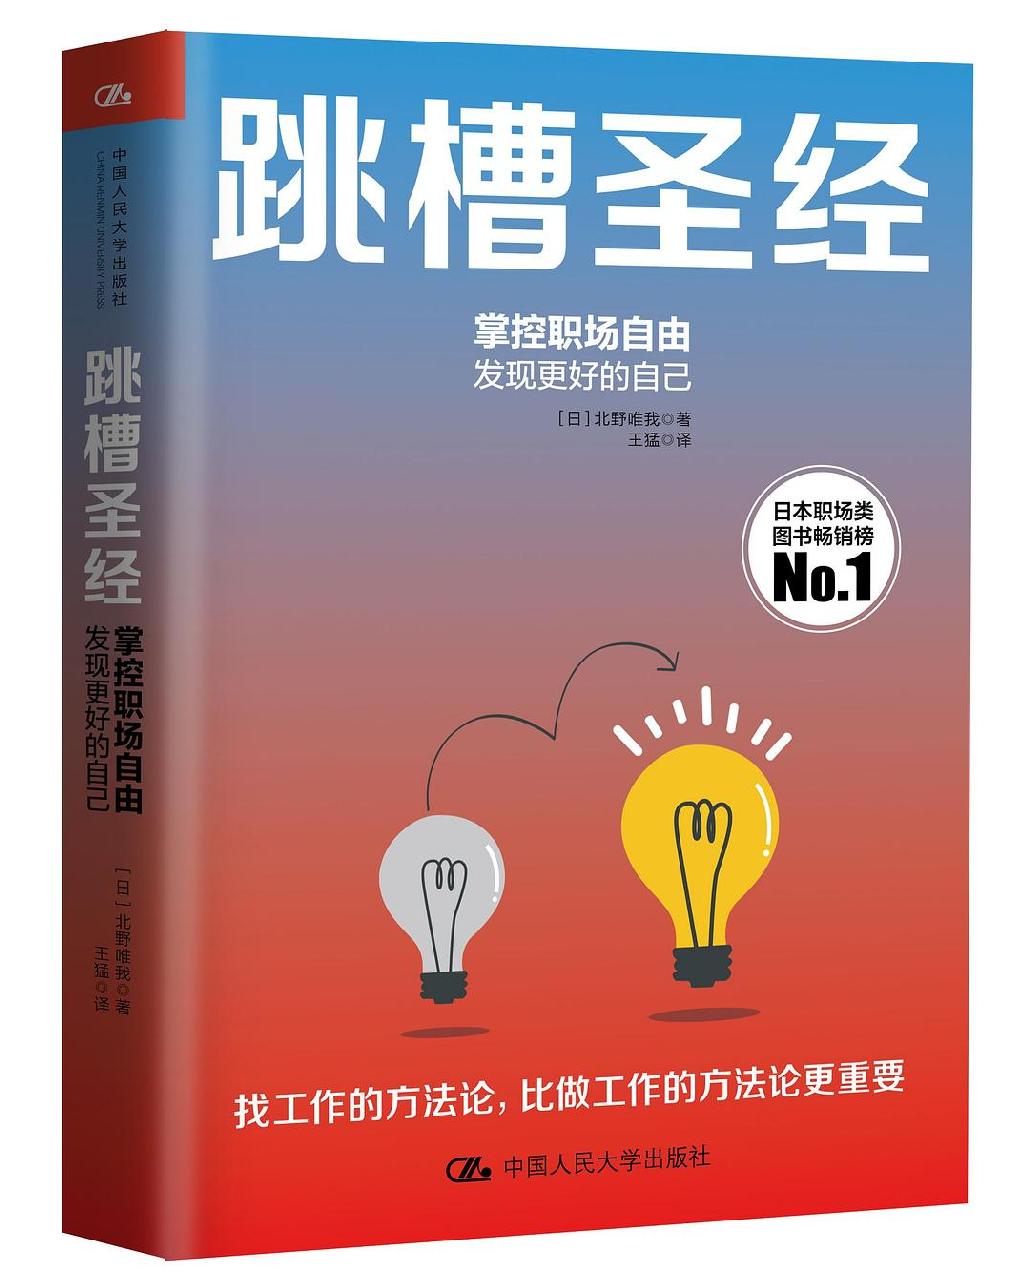 跳槽圣经
掌控职场自由
发现更好的自己
[日]北野唯我◎著
王猛◎译
日本职场类
图书畅销榜
No.1
找工作的方法论，比做工作的方法论更重要
中国人民大学出版社
中国人民大学出版社
CHINA RENMIN UNIVERSITY PRESS
跳槽圣经
掌控职场自由
发现更好的自己
[日]北野唯我◎著
王猛◎译